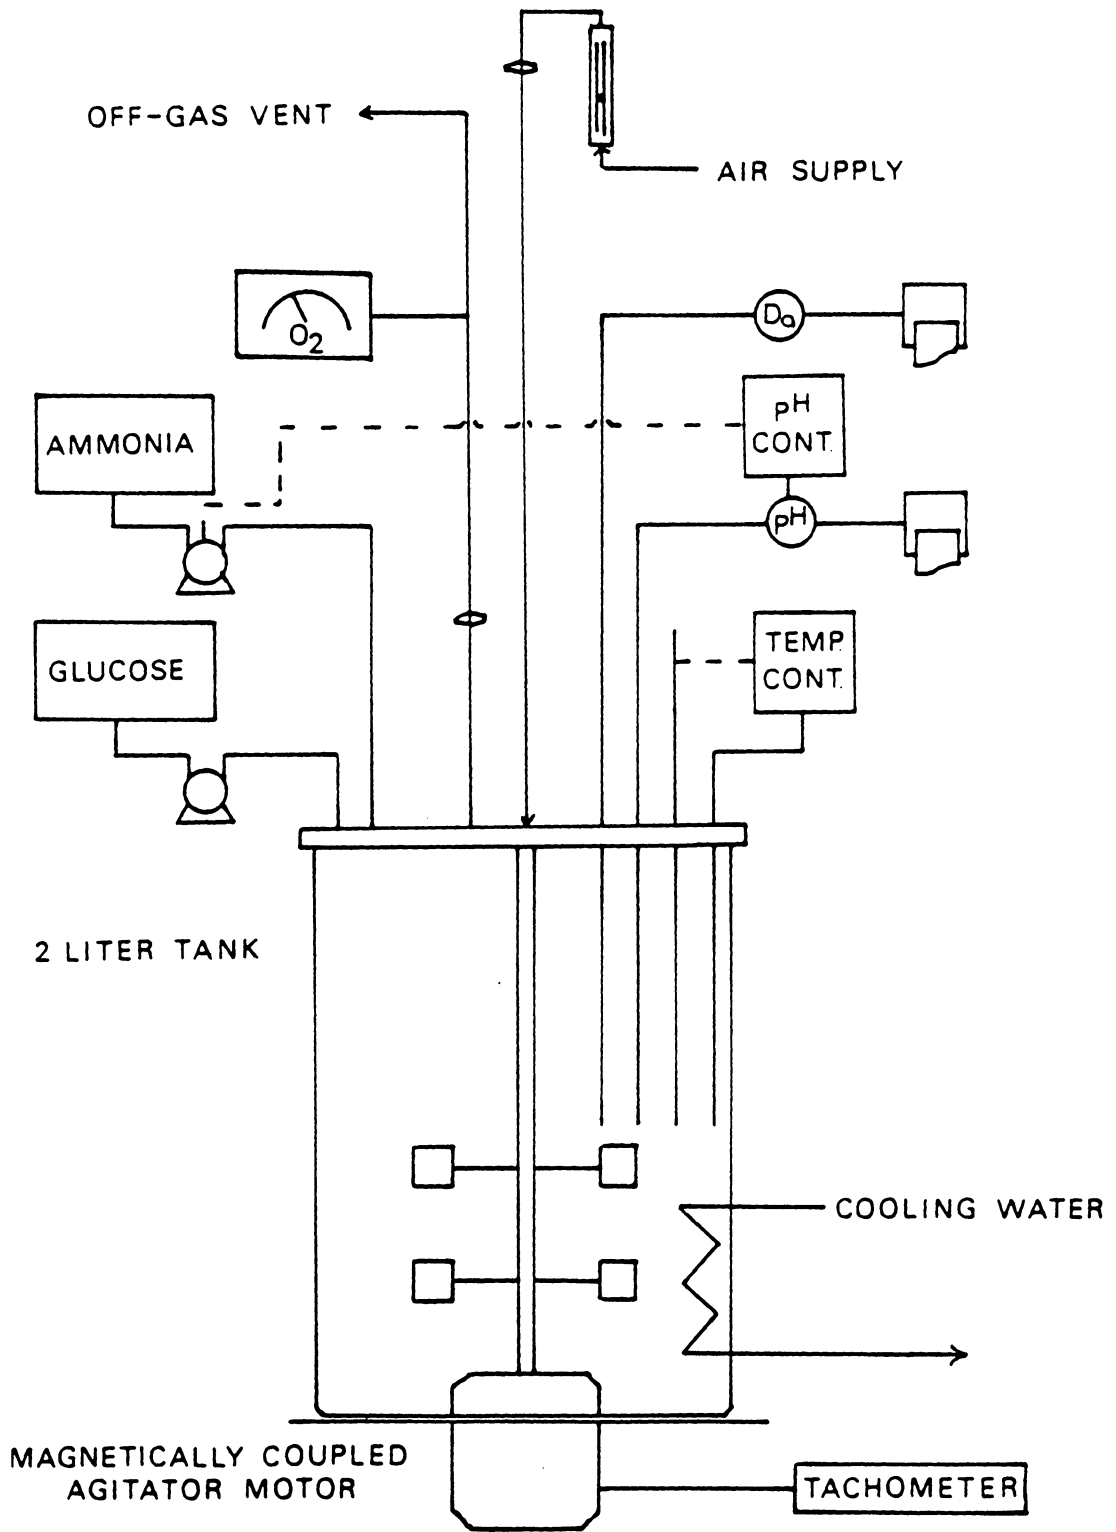 OFF-GAS VENT
AIR SUPPLY
O2
Do
AMMONIA
pH
CONT.
pH
GLUCOSE
TEMP.
CONT.
2 LITER TANK
COOLING WATER
MAGNETICALLY COUPLED
AGITATOR MOTOR
TACHOMETER